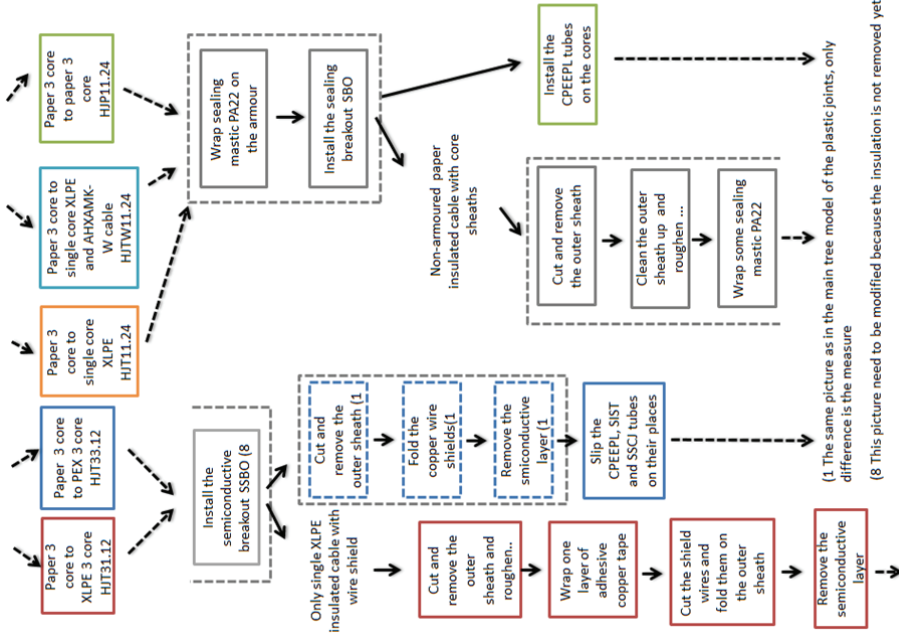 Paper 3
core to
XLPE 3 core
HJT31.12
Paper 3 core
to PEX 3 core
HJT33.12
Paper 3
core to
single core
XLPE
HJT11.24
Paper 3 core to
single core XLPE
and AHXAMK-
W cable
HJTW11.24
Paper 3 core
to paper 3
core
HJP11.24
Install the
semiconductive
breakout SSBO (8
Wrap sealing
mastic PA22 on
the armour
Install the sealing
breakout SBO
Only single XLPE
insulated cable with
wire shield
Cut and
remove the
outer sheath (1
Fold the
copper wire
shields(1
Remove the
smiconductive
layer (1
Slip the
CPEEPL, SIST
and SSCJ tubes
on their places
Non-armoured paper
insulated cable with core
sheaths
Install the
CPEEPL tubes
on the cores
Cut and
remove the
outer
sheath and
roughen..
Wrap one
layer of
adhesive
copper tape
Cut the shield
wires and
fold them on
the outer
sheath
Remove the
semiconductive
layer
Cut and remove
the outer sheath
Clean the outer
sheath up and
roughen ...
Wrap some sealing
mastic PA22
(1 The same picture as in the main tree model of the plastic joints, only
difference is the measure
(8 This picture need to be modified because the insulation is not removed yet